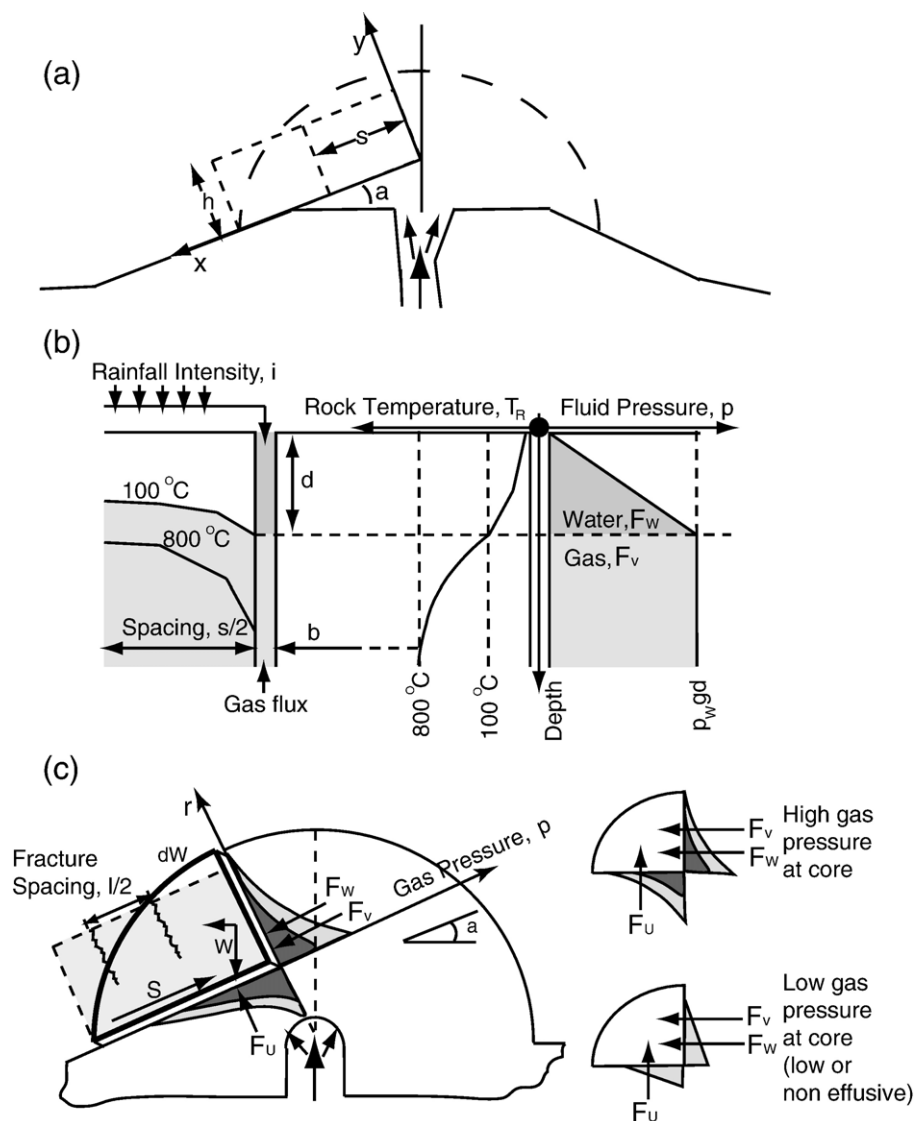 (a)
y
s
h
a
x
(b)
Rainfall Intensity, i
Rock Temperature, T_R
Fluid Pressure, p
100 °C
d
800 °C
Water, F_W
Gas, F_V
Spacing, s/2
b
Gas flux
800 °C
100 °C
Depth
p_W gd
(c)
r
dW
Fracture
Spacing, l/2
Gas Pressure, p
F_W
F_V
a
W
S
F_U
High gas
pressure
at core
F_V
F_W
F_U
Low gas
pressure
at core
(low or
non effusive)
F_V
F_W
F_U